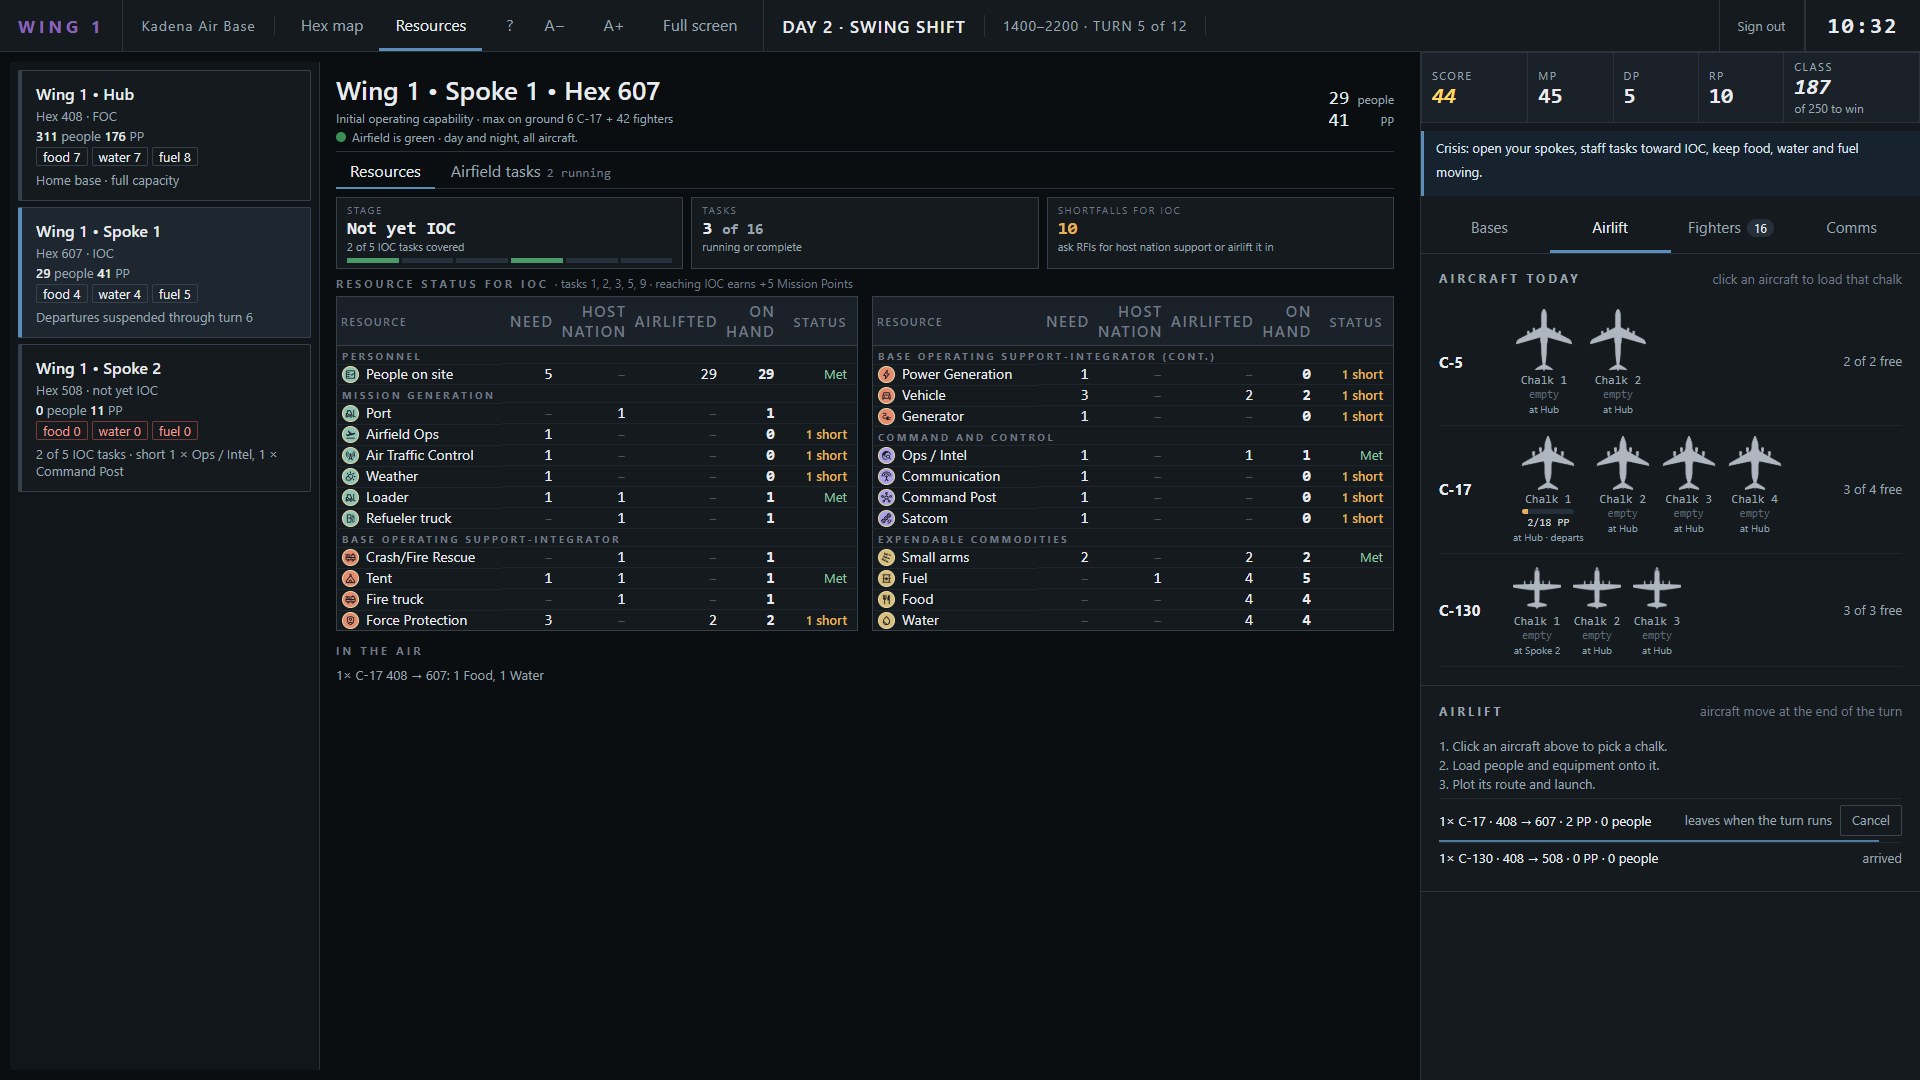 WING 1
Kadena Air Base
Hex map
Resources
?
A−
A+
Full screen
DAY 2 · SWING SHIFT
1400–2200 · TURN 5 of 12
Sign out
10:32
Wing 1 • Hub
Hex 408 · FOC
311 people 176 PP
food 7 water 7 fuel 8
Home base · full capacity
Wing 1 • Spoke 1
Hex 607 · IOC
29 people 41 PP
food 4 water 4 fuel 5
Departures suspended through turn 6
Wing 1 • Spoke 2
Hex 508 · not yet IOC
0 people 11 PP
food 0 water 0 fuel 0
2 of 5 IOC tasks · short 1 × Ops / Intel, 1 ×
Command Post
Wing 1 • Spoke 1 • Hex 607
Initial operating capability · max on ground 6 C-17 + 42 fighters
Airfield is green · day and night, all aircraft.
29 people
41 PP
Resources
Airfield tasks 2 running
STAGE
Not yet IOC
2 of 5 IOC tasks covered
TASKS
3 of 16
running or complete
SHORTFALLS FOR IOC
10
ask RFIs for host nation support or airlift it in
RESOURCE STATUS FOR IOC · tasks 1, 2, 3, 5, 9 · reaching IOC earns +5 Mission Points
RESOURCE NEED HOST NATION AIRLIFTED ON HAND STATUS
PERSONNEL
People on site 5 – 29 29 Met
MISSION GENERATION
Port – 1 – 1
Airfield Ops 1 – – 0 1 short
Air Traffic Control 1 – – 0 1 short
Weather 1 – – 0 1 short
Loader 1 1 – 1 Met
Refueler truck – 1 – 1
BASE OPERATING SUPPORT-INTEGRATOR
Crash/Fire Rescue – 1 – 1
Tent 1 1 – 1 Met
Fire truck – 1 – 1
Force Protection 3 – 2 2 1 short
RESOURCE NEED HOST NATION AIRLIFTED ON HAND STATUS
BASE OPERATING SUPPORT-INTEGRATOR (CONT.)
Power Generation 1 – – 0 1 short
Vehicle 3 – 2 2 1 short
Generator 1 – – 0 1 short
COMMAND AND CONTROL
Ops / Intel 1 – 1 1 Met
Communication 1 – – 0 1 short
Command Post 1 – – 0 1 short
Satcom 1 – – 0 1 short
EXPENDABLE COMMODITIES
Small arms 2 – 2 2 Met
Fuel – 1 4 5
Food – – 4 4
Water – – 4 4
IN THE AIR
1× C-17 408 → 607: 1 Food, 1 Water
SCORE
44
MP
45
DP
5
RP
10
CLASS
187
of 250 to win
Crisis: open your spokes, staff tasks toward IOC, keep food, water and fuel
moving.
Bases
Airlift
Fighters 16
Comms
AIRCRAFT TODAY
click an aircraft to load that chalk
C-5
Chalk 1 Chalk 2
empty empty
at Hub at Hub
2 of 2 free
C-17
Chalk 1 Chalk 2 Chalk 3 Chalk 4
2/18 PP empty empty empty
at Hub · departs at Hub at Hub at Hub
3 of 4 free
C-130
Chalk 1 Chalk 2 Chalk 3
empty empty empty
at Spoke 2 at Hub at Hub
3 of 3 free
AIRLIFT
aircraft move at the end of the turn
1. Click an aircraft above to pick a chalk.
2. Load people and equipment onto it.
3. Plot its route and launch.
1× C-17 · 408 → 607 · 2 PP · 0 people leaves when the turn runs Cancel
1× C-130 · 408 → 508 · 0 PP · 0 people arrived